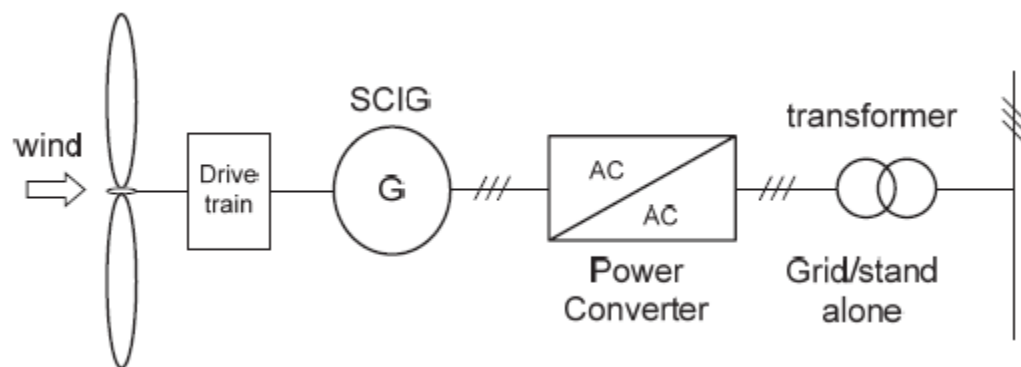 wind
Drive
train
SCIG
G
AC
AC
Power
Converter
transformer
Grid/stand
alone